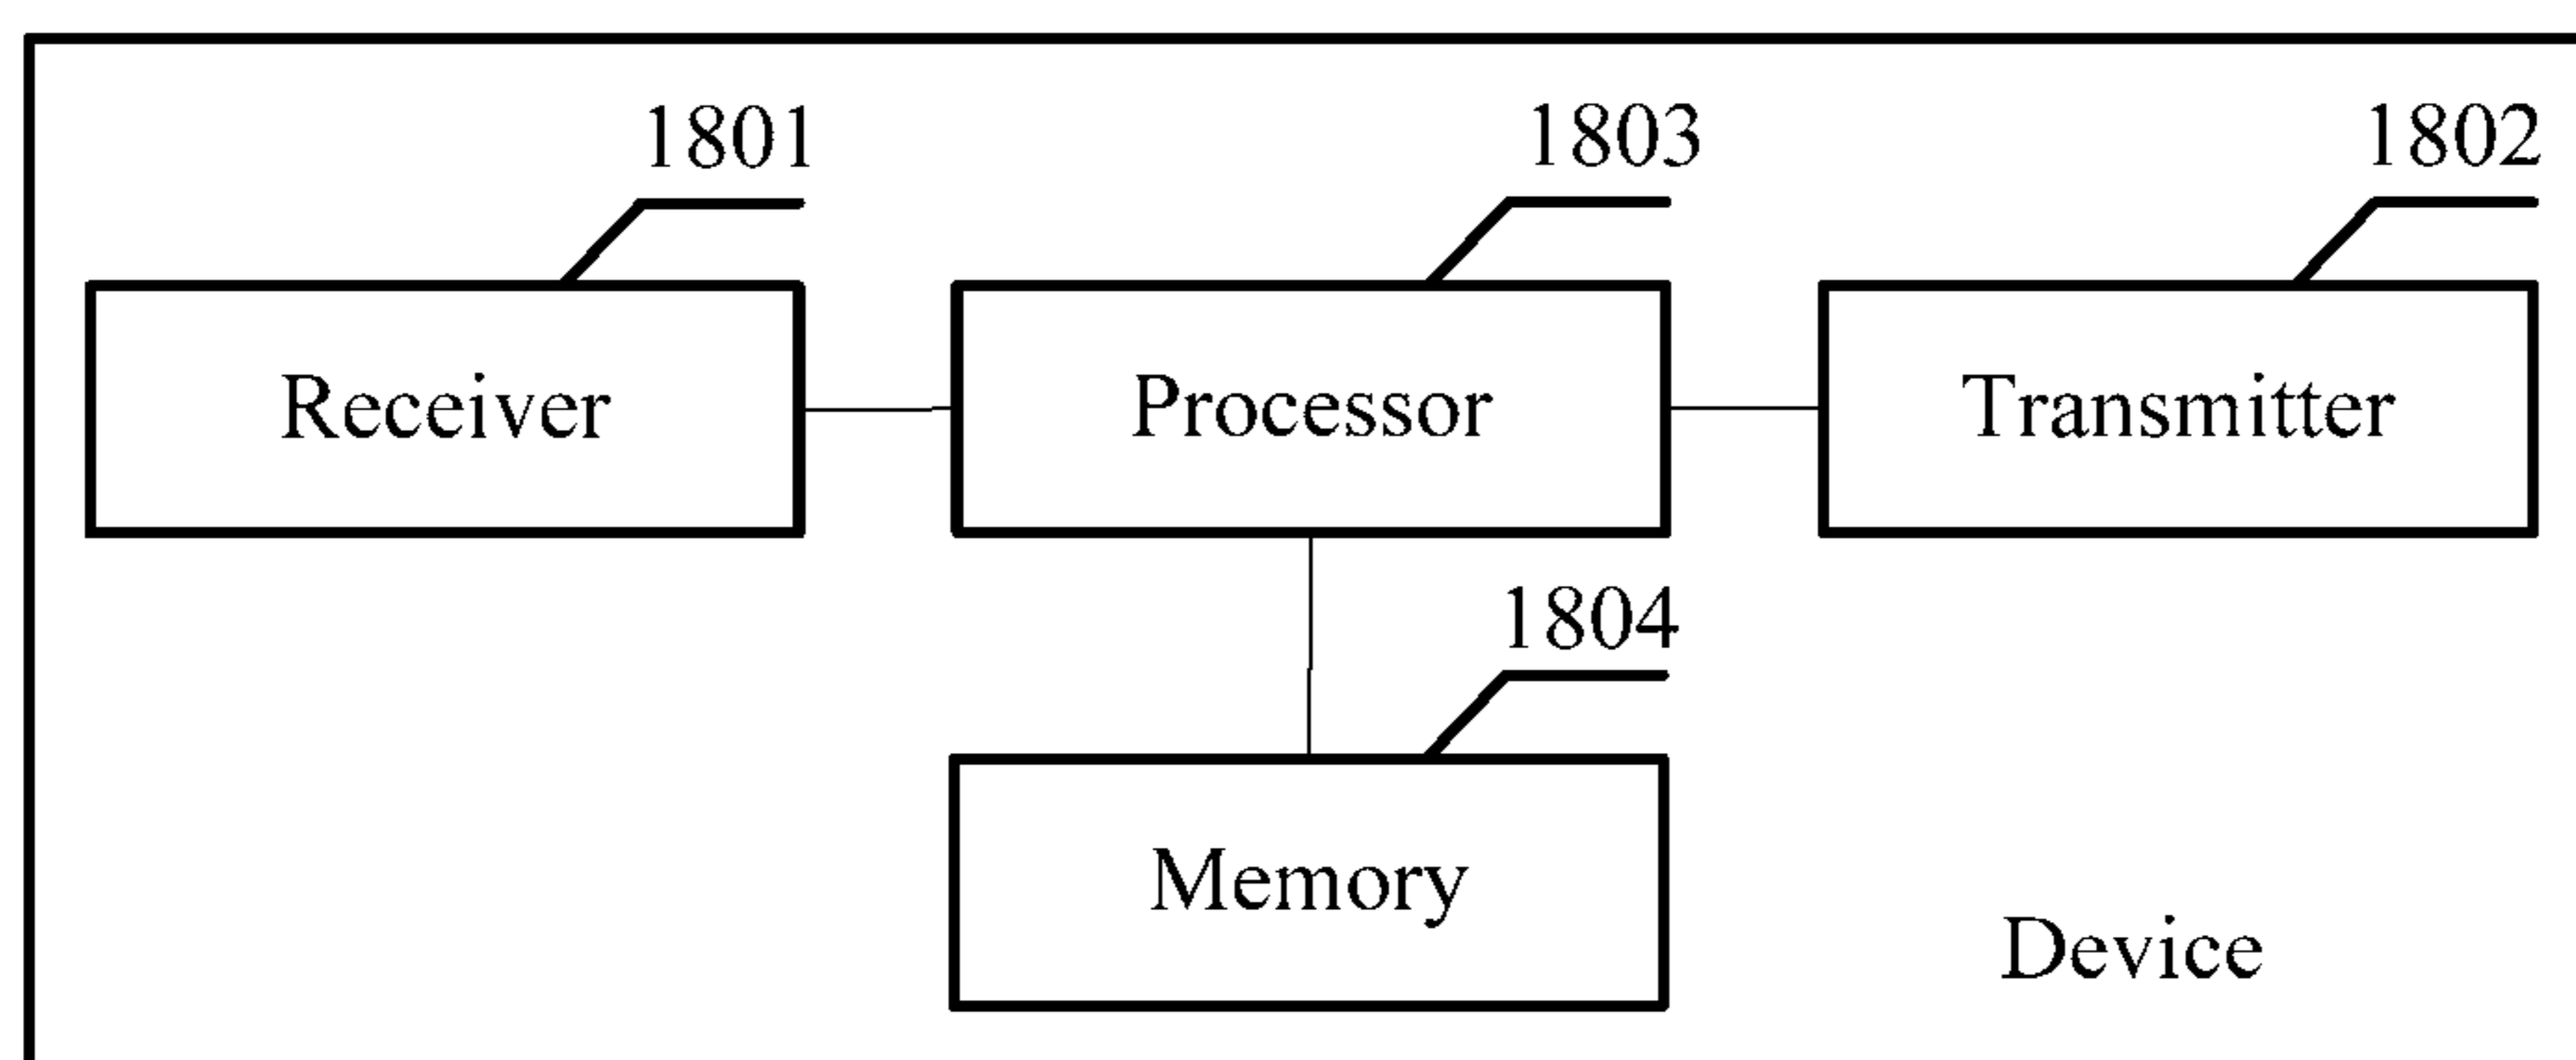 1801
1803
1802
Receiver
Processor
Transmitter
1804
Memory
Device